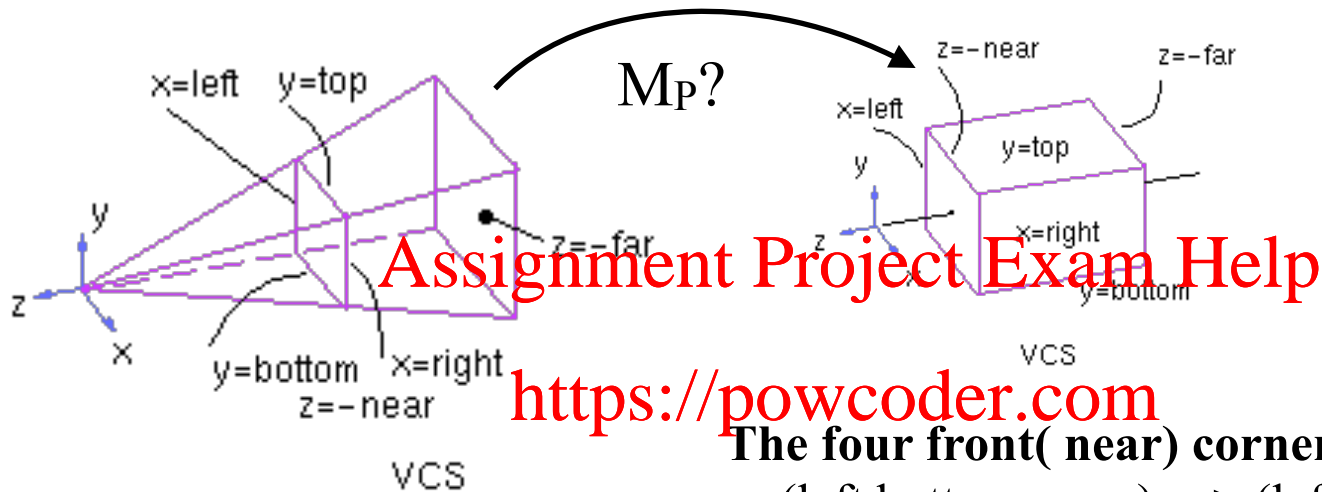 x=left y=top
M_P?
z=-near
z=-far
x=left
y=top
y
y
z
z=-far
x=right
x
Assignment Project Exam Help
y=bottom
z
x
y=bottom x=right
z=-near
VCS
https://powcoder.com
The four front( near) corner
VCS